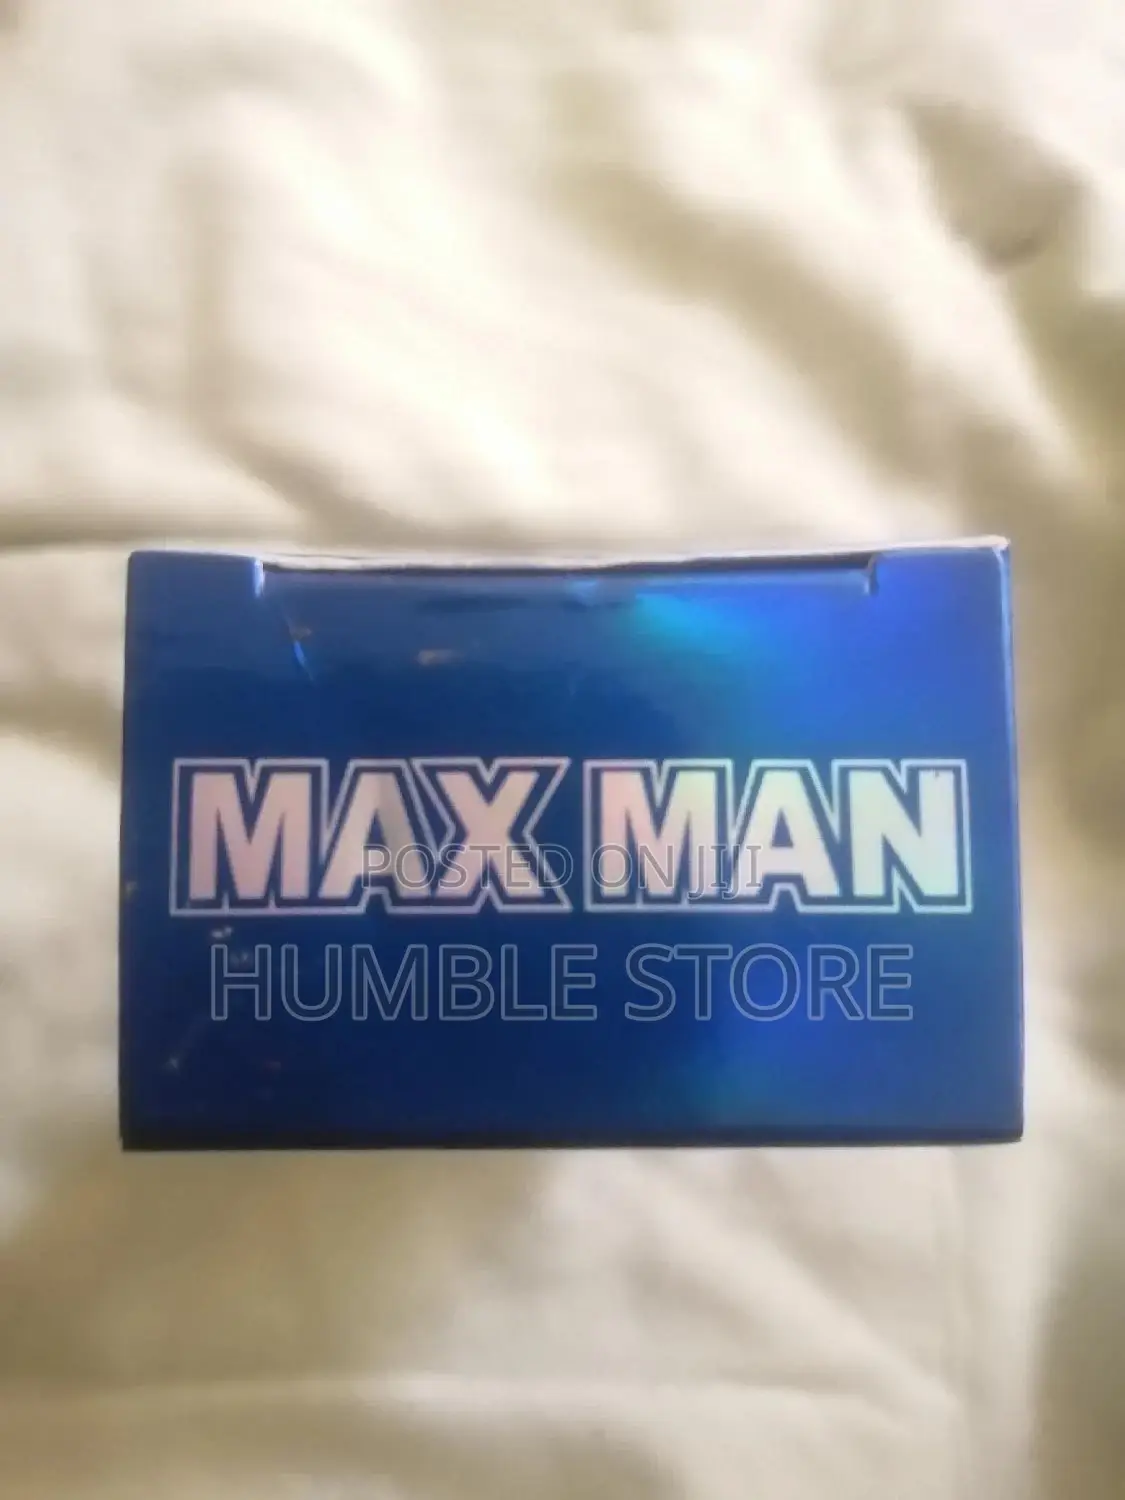 MAX MAN
POSTED ON JIJI
HUMBLE STORE